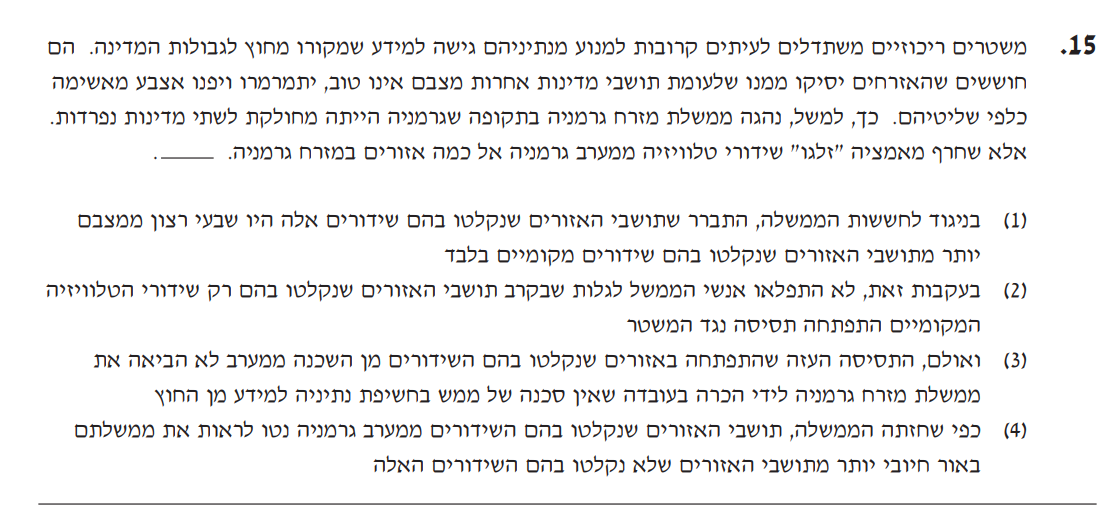 15. משטרים ריכוזיים משתדלים לעיתים קרובות למנוע מנתיניהם גישה למידע שמקורו מחוץ לגבולות המדינה. הם
חוששים שהאזרחים יסיקו ממנו שלעומת תושבי מדינות אחרות מצבם אינו טוב, יתמרמרו ויפנו אצבע מאשימה
כלפי שליטיהם. כך, למשל, נהגה ממשלת מזרח גרמניה בתקופה שגרמניה הייתה מחולקת לשתי מדינות נפרדות.
אלא שחרף מאמציה "זלגו" שידורי טלוויזיה ממערב גרמניה אל כמה אזורים במזרח גרמניה. _____.
(1) בניגוד לחששות הממשלה, התברר שתושבי האזורים שנקלטו בהם שידורים אלה היו שבעי רצון ממצבם
יותר מתושבי האזורים שנקלטו בהם שידורים מקומיים בלבד
(2) בעקבות זאת, לא התפלאו אנשי הממשל לגלות שבקרב תושבי האזורים שנקלטו בהם רק שידורי הטלוויזיה
המקומיים התפתחה תסיסה נגד המשטר
(3) ואולם, התסיסה העזה שהתפתחה באזורים שנקלטו בהם השידורים מן השכנה ממערב לא הביאה את
ממשלת מזרח גרמניה לידי הכרה בעובדה שאין סכנה של ממש בחשיפת נתיניה למידע מן החוץ
(4) כפי שחזתה הממשלה, תושבי האזורים שנקלטו בהם השידורים ממערב גרמניה נטו לראות את ממשלתם
באור חיובי יותר מתושבי האזורים שלא נקלטו בהם השידורים האלה